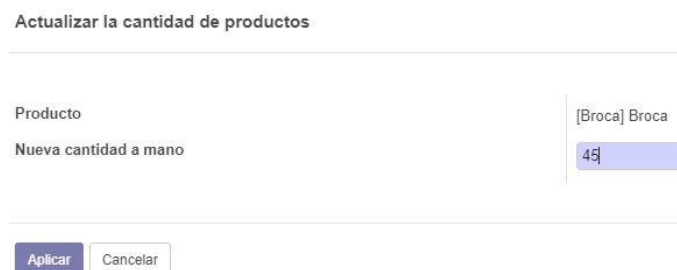 Actualizar la cantidad de productos
Producto [Broca] Broca
Nueva cantidad a mano 45
Aplicar Cancelar